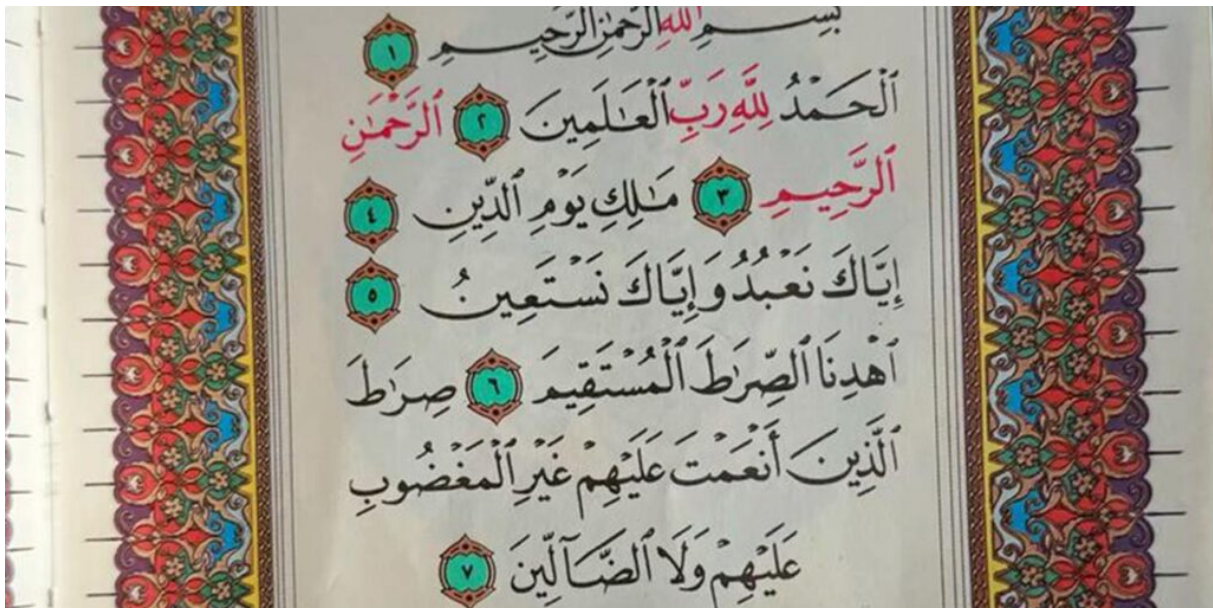 بِسْمِ ٱللَّهِ ٱلرَّحْمَٰنِ ٱلرَّحِيمِ ١
ٱلْحَمْدُ لِلَّهِ رَبِّ ٱلْعَٰلَمِينَ ٢ ٱلرَّحْمَٰنِ
ٱلرَّحِيمِ ٣ مَٰلِكِ يَوْمِ ٱلدِّينِ ٤
إِيَّاكَ نَعْبُدُ وَإِيَّاكَ نَسْتَعِينُ ٥
ٱهْدِنَا ٱلصِّرَٰطَ ٱلْمُسْتَقِيمَ ٦ صِرَٰطَ
ٱلَّذِينَ أَنْعَمْتَ عَلَيْهِمْ غَيْرِ ٱلْمَغْضُوبِ
عَلَيْهِمْ وَلَا ٱلضَّآلِّينَ ٧